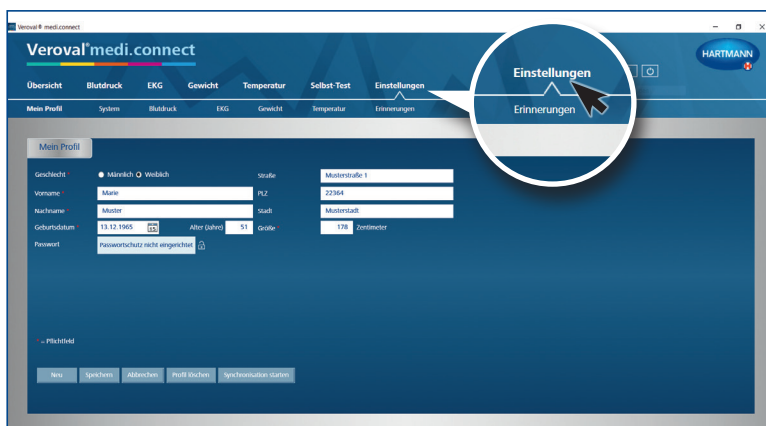 Veroval® medi.connect
Veroval® medi.connect
HARTMANN
Übersicht Blutdruck EKG Gewicht Temperatur Selbst-Test Einstellungen
Mein Profil System Blutdruck EKG Gewicht Temperatur Erinnerungen
Einstellungen
Erinnerungen
Mein Profil
Geschlecht * Männlich Weiblich Straße Musterstraße 1
Vorname * Marie PLZ 22364
Nachname * Muster Stadt Musterstadt
Geburtsdatum * 13.12.1965 15 Alter (Jahre) 51 Größe * 178 Zentimeter
Passwort Passwortschutz nicht eingerichtet
* = Pflichtfeld
Neu Speichern Abbrechen Profil löschen Synchronisation starten